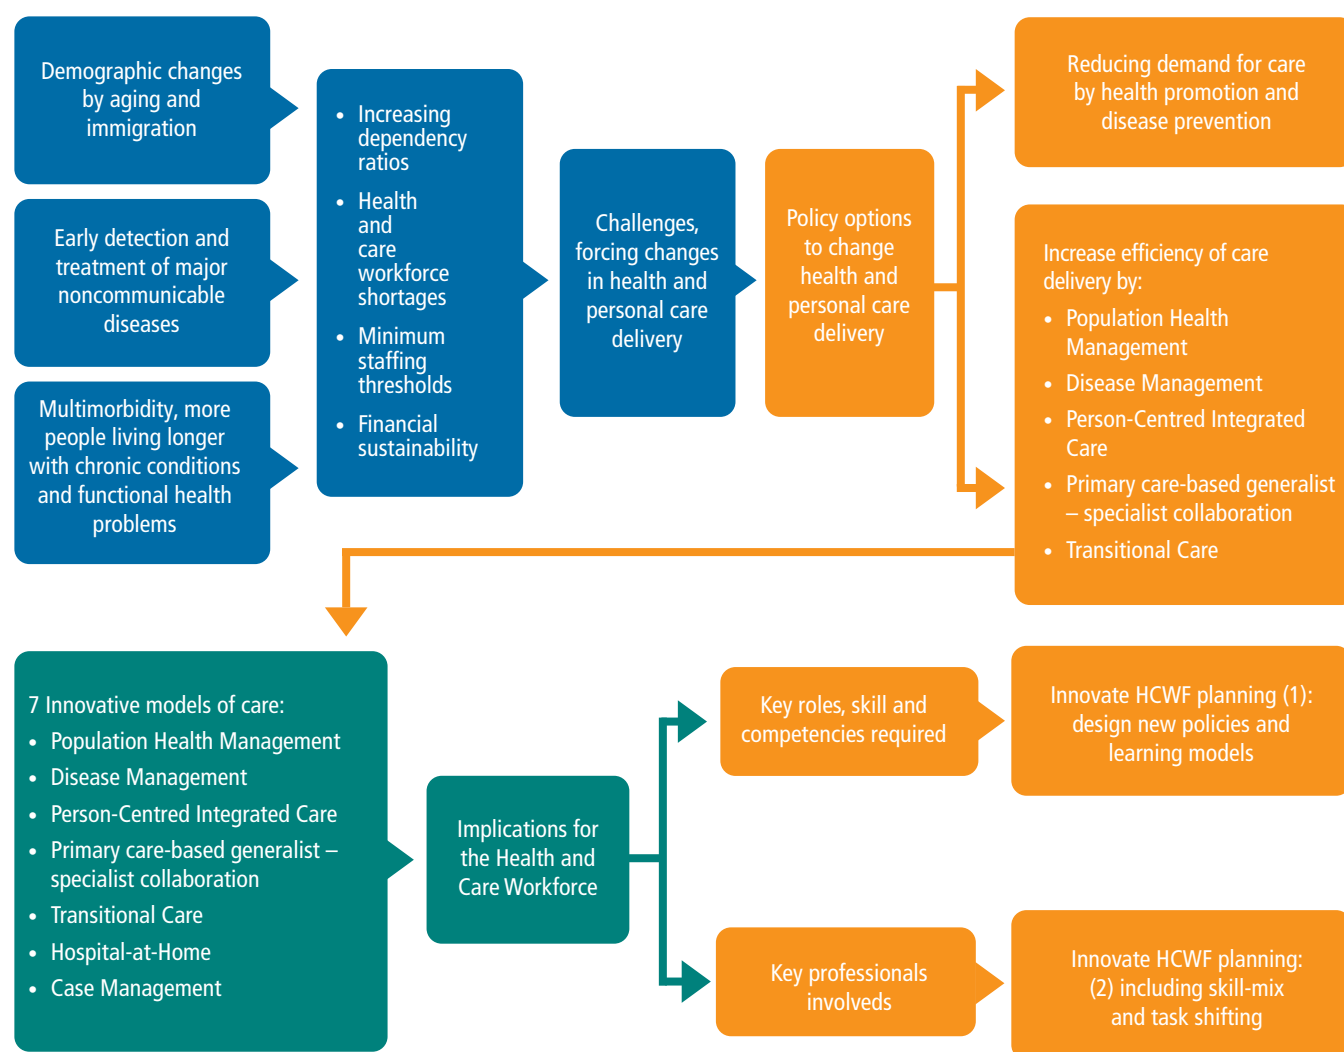 Demographic changes
by aging and
immigration
Early detection and
treatment of major
noncommunicable
diseases
Multimorbidity, more
people living longer
with chronic conditions
and functional health
problems
• Increasing
dependency
ratios
• Health
and
care
workforce
shortages
• Minimum
staffing
thresholds
• Financial
sustainability
Challenges,
forcing changes
in health and
personal care
delivery
Policy options
to change
health and
personal care
delivery
Reducing demand for care
by health promotion and
disease prevention
Increase efficiency of care
delivery by:
• Population Health
Management
• Disease Management
• Person-Centred Integrated
Care
• Primary care-based generalist
– specialist collaboration
• Transitional Care
7 Innovative models of care:
• Population Health Management
• Disease Management
• Person-Centred Integrated Care
• Primary care-based generalist –
specialist collaboration
• Transitional Care
• Hospital-at-Home
• Case Management
Implications for
the Health and
Care Workforce
Key roles, skill and
competencies required
Innovate HCWF planning (1):
design new policies and
learning models
Key professionals
involveds
Innovate HCWF planning:
(2) including skill-mix
and task shifting